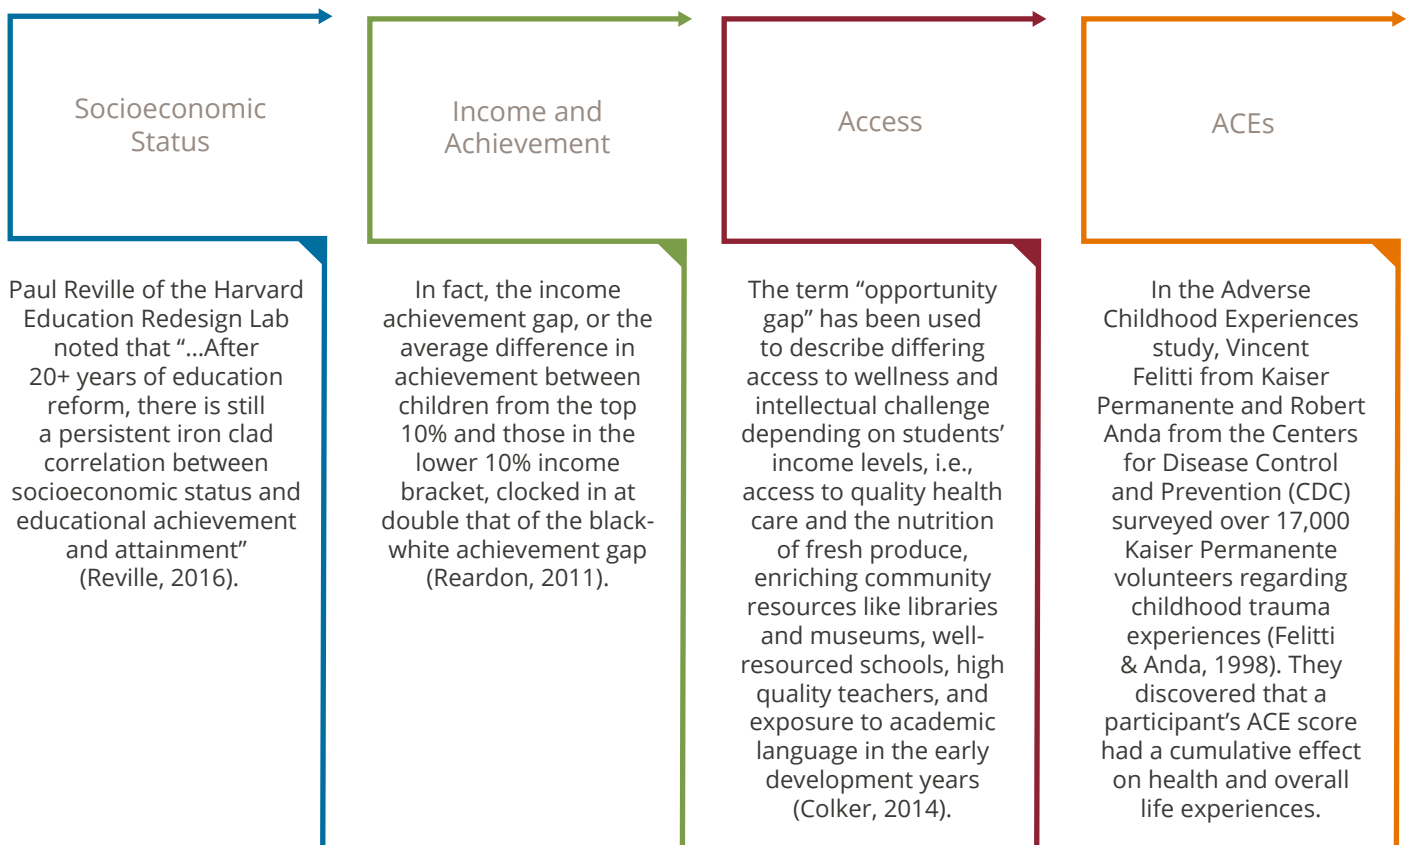 Socioeconomic
Status
Paul Reville of the Harvard
Education Redesign Lab
noted that “...After
20+ years of education
reform, there is still
a persistent iron clad
correlation between
socioeconomic status and
educational achievement
and attainment”
(Reville, 2016).
Income and
Achievement
In fact, the income
achievement gap, or the
average difference in
achievement between
children from the top
10% and those in the
lower 10% income
bracket, clocked in at
double that of the black-
white achievement gap
(Reardon, 2011).
Access
The term “opportunity
gap” has been used
to describe differing
access to wellness and
intellectual challenge
depending on students’
income levels, i.e.,
access to quality health
care and the nutrition
of fresh produce,
enriching community
resources like libraries
and museums, well-
resourced schools, high
quality teachers, and
exposure to academic
language in the early
development years
(Colker, 2014).
ACEs
In the Adverse
Childhood Experiences
study, Vincent
Felitti from Kaiser
Permanente and Robert
Anda from the Centers
for Disease Control
and Prevention (CDC)
surveyed over 17,000
Kaiser Permanente
volunteers regarding
childhood trauma
experiences (Felitti
& Anda, 1998). They
discovered that a
participant’s ACE score
had a cumulative effect
on health and overall
life experiences.